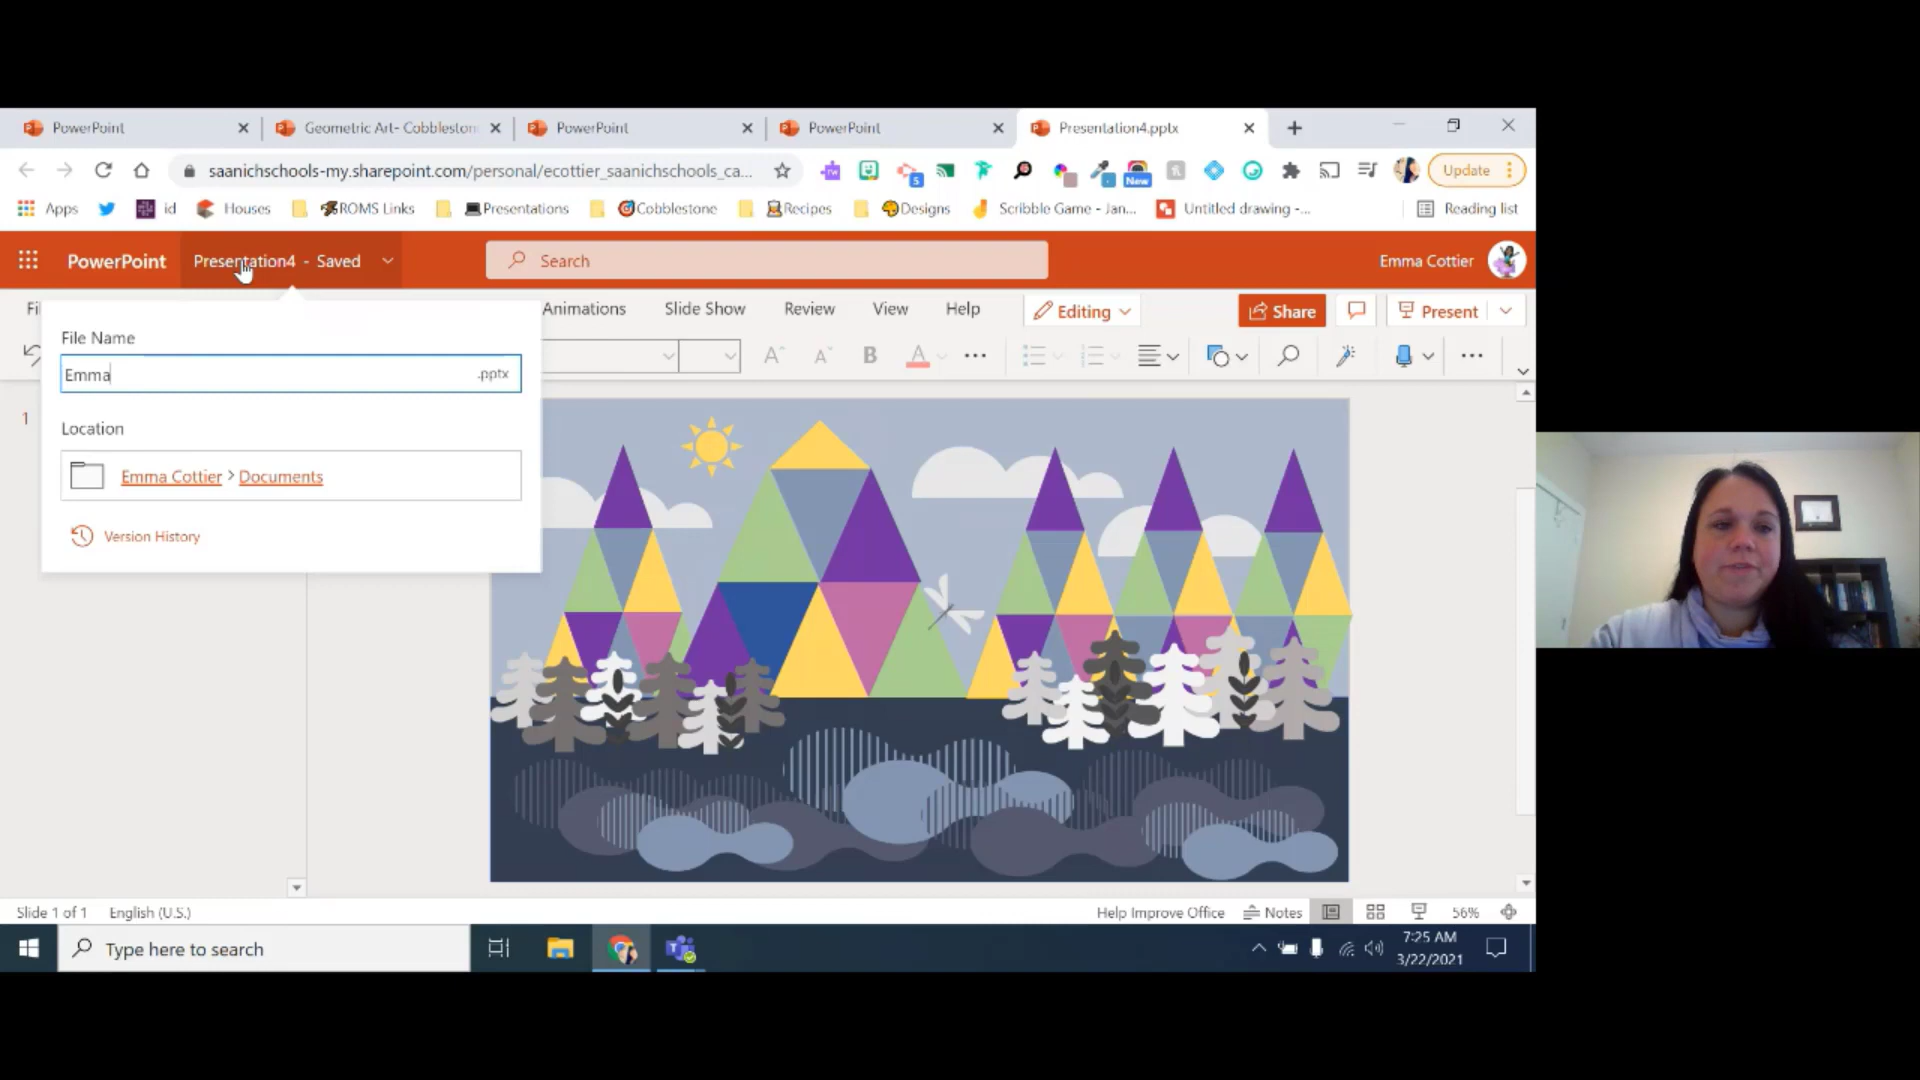 PowerPoint
Geometric Art- Cobbleston
PowerPoint
PowerPoint
Presentation4.pptx
saanichschools-my.sharepoint.com/personal/ecottier_saanichschools_ca...
5
New
Update
Apps
id
Houses
ROMS Links
Presentations
Cobblestone
Recipes
Designs
Scribble Game - Jan...
Untitled drawing -...
Reading list
PowerPoint
Presentation4 - Saved
Search
Emma Cottier
Fi
Animations
Slide Show
Review
View
Help
Editing
Share
Present
File Name
Emma
.pptx
A
A
B
A
Location
1
Emma Cottier > Documents
Version History
Slide 1 of 1
English (U.S.)
Help Improve Office
Notes
56%
Type here to search
7:25 AM
3/22/2021